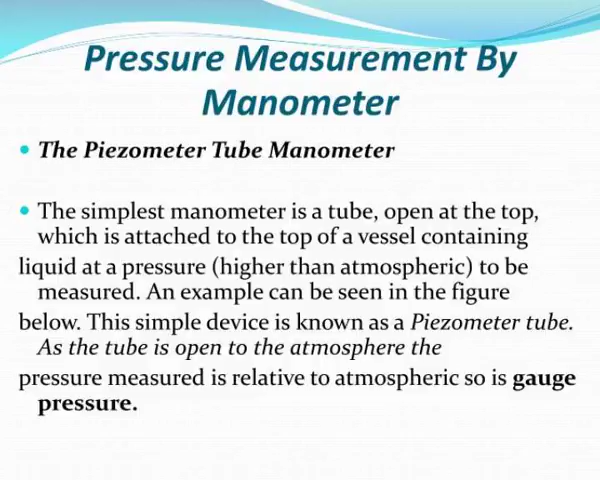 Pressure Measurement By
Manometer
• The Piezometer Tube Manometer
• The simplest manometer is a tube, open at the top,
which is attached to the top of a vessel containing
liquid at a pressure (higher than atmospheric) to be
measured. An example can be seen in the figure
below. This simple device is known as a Piezometer tube.
As the tube is open to the atmosphere the
pressure measured is relative to atmospheric so is gauge
pressure.